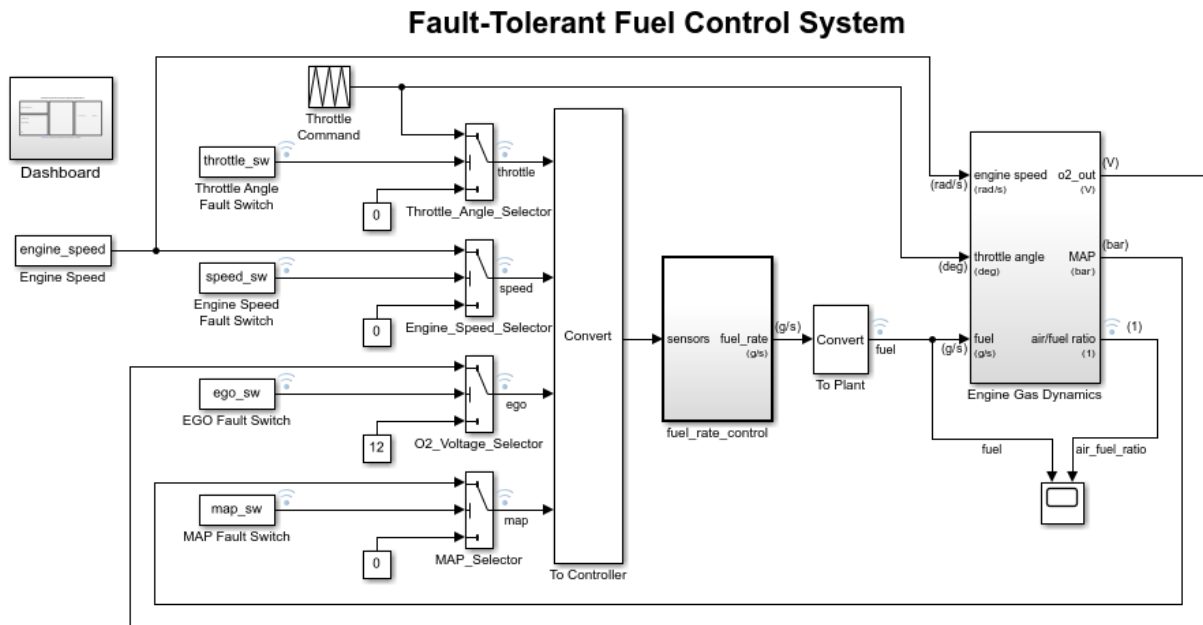 Fault-Tolerant Fuel Control System
Dashboard
Throttle
Command
throttle_sw
Throttle Angle
Fault Switch
0
throttle
Throttle_Angle_Selector
engine_speed
Engine Speed
speed_sw
Engine Speed
Fault Switch
0
speed
Engine_Speed_Selector
ego_sw
EGO Fault Switch
12
ego
O2_Voltage_Selector
map_sw
MAP Fault Switch
0
map
MAP_Selector
Convert
To Controller
sensors
fuel_rate
(g/s)
(g/s)
fuel_rate_control
Convert
To Plant
fuel
(rad/s)
(deg)
(g/s)
engine speed
(rad/s)
throttle angle
(deg)
fuel
(g/s)
o2_out
(V)
MAP
(bar)
air/fuel ratio
(1)
(V)
(bar)
(1)
Engine Gas Dynamics
fuel
air_fuel_ratio